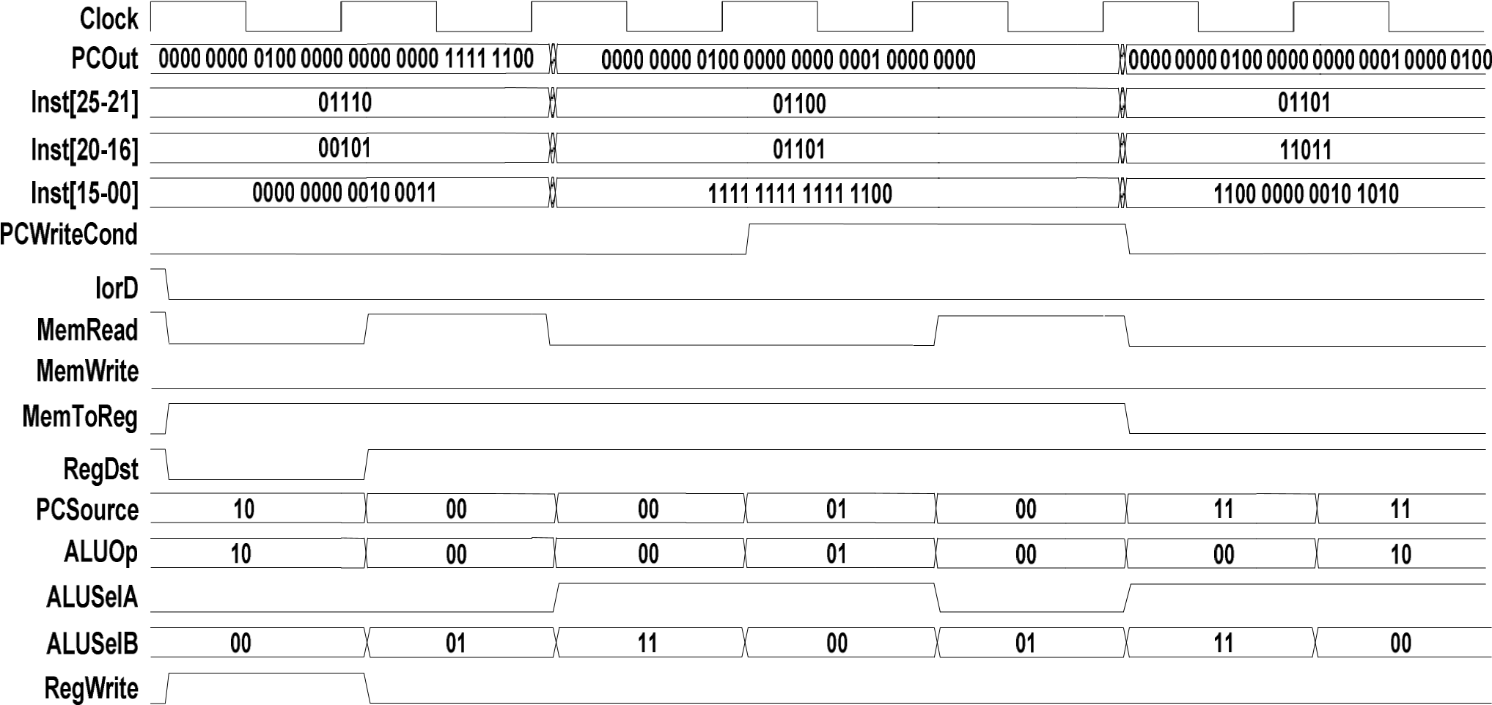 Clock
PCOut 0000 0000 0100 0000 0000 0000 1111 1100 0000 0000 0100 0000 0000 0001 0000 0000 0000 0000 0100 0000 0000 0001 0000 0100
Inst[25-21] 01110 01100 01101
Inst[20-16] 00101 01101 11011
Inst[15-00] 0000 0000 0010 0011 1111 1111 1111 1100 1100 0000 0010 1010
PCWriteCond
IorD
MemRead
MemWrite
MemToReg
RegDst
PCSource 10 00 00 01 00 11 11
ALUOp 10 00 00 01 00 00 10
ALUSelA
ALUSelB 00 01 11 00 01 11 00
RegWrite